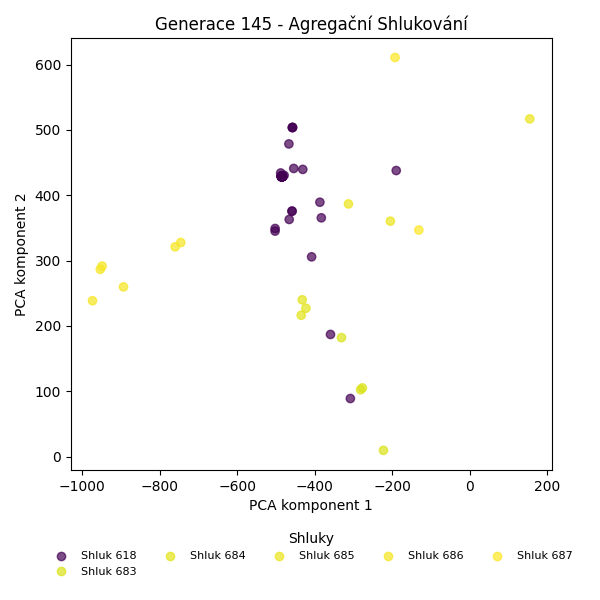 Generace 145 - Agregační Shlukování
PCA komponent 2
600
500
400
300
200
100
0
−1000 −800 −600 −400 −200 0 200
PCA komponent 1
Shluky
Shluk 618 Shluk 684 Shluk 685 Shluk 686 Shluk 687
Shluk 683